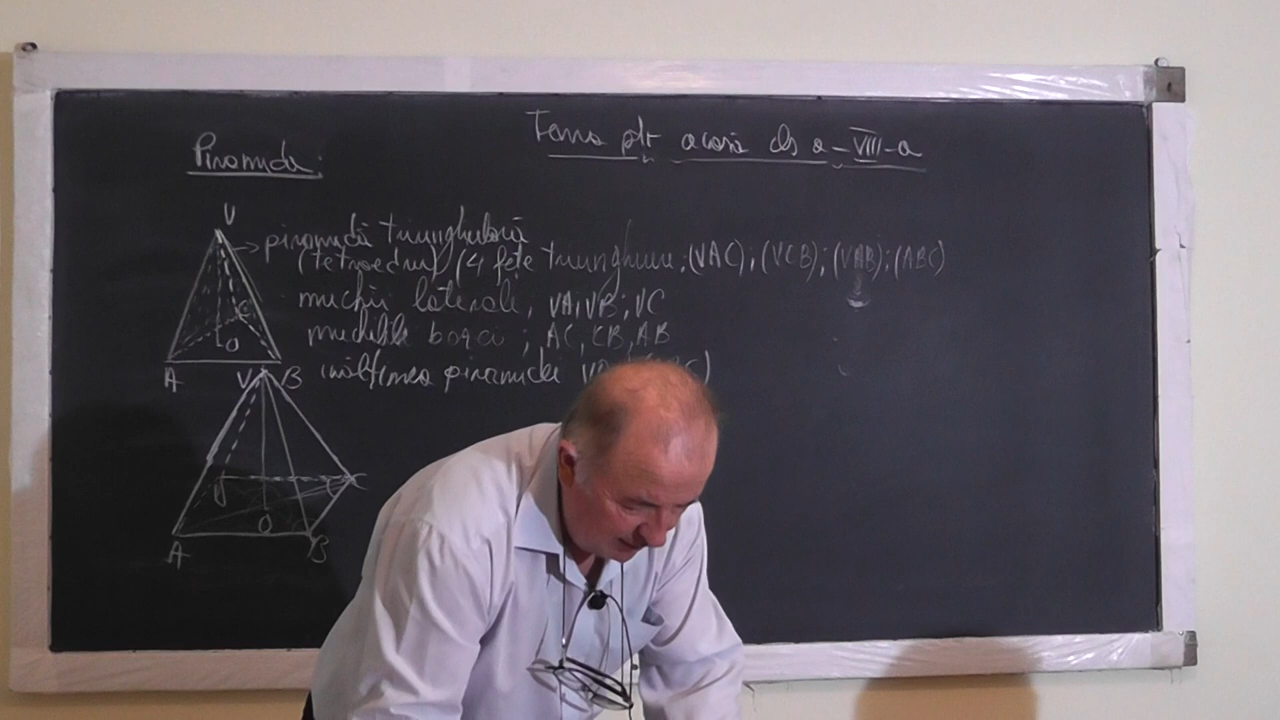 Tema ptr acasă cls a-VIII-a
Piramida:
V
piramidă triunghiulară
(tetraedru) (4 fețe triunghiuri; (VAC); (VCB); (VAB); (ABC)
muchii laterale; VA; VB; VC
C
muchiile bazei; AC, CB, AB
O
A B înălțimea piramidei
V
D C
O
A B